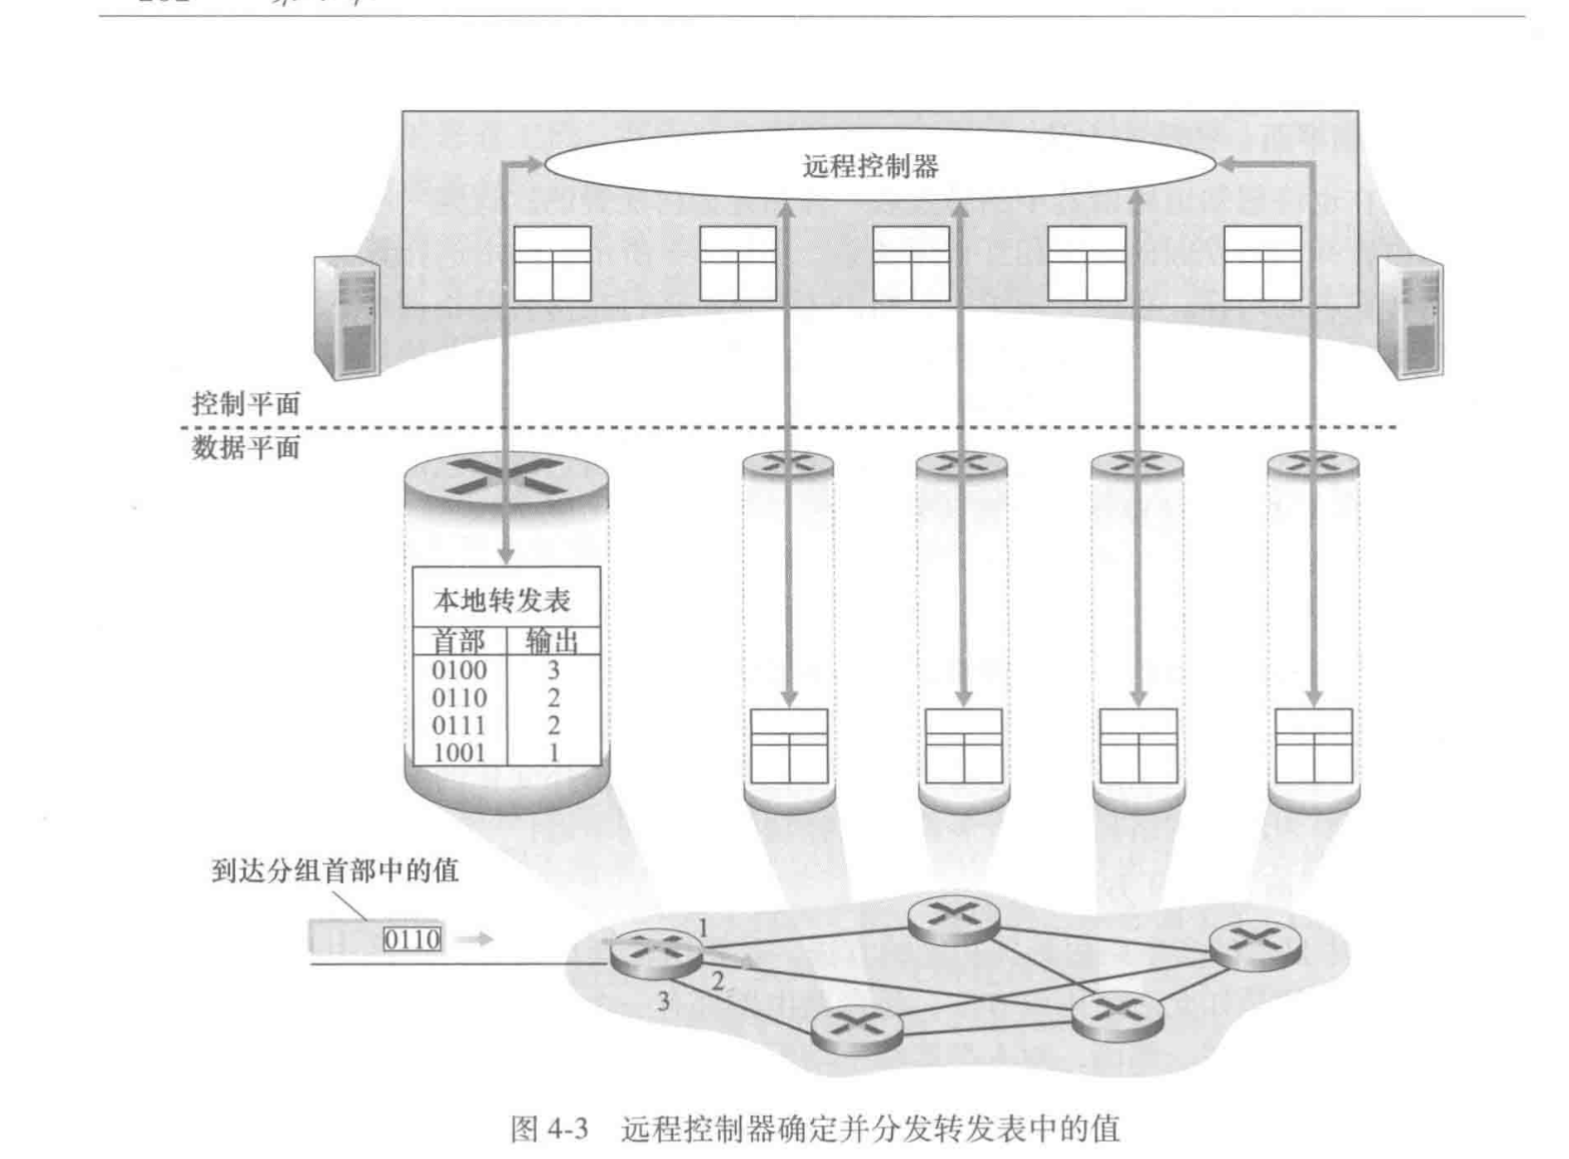 远程控制器
控制平面
数据平面
本地转发表
首部 输出
0100 3
0110 2
0111 2
1001 1
到达分组首部中的值
0110
1
2
3
图 4-3 远程控制器确定并分发转发表中的值